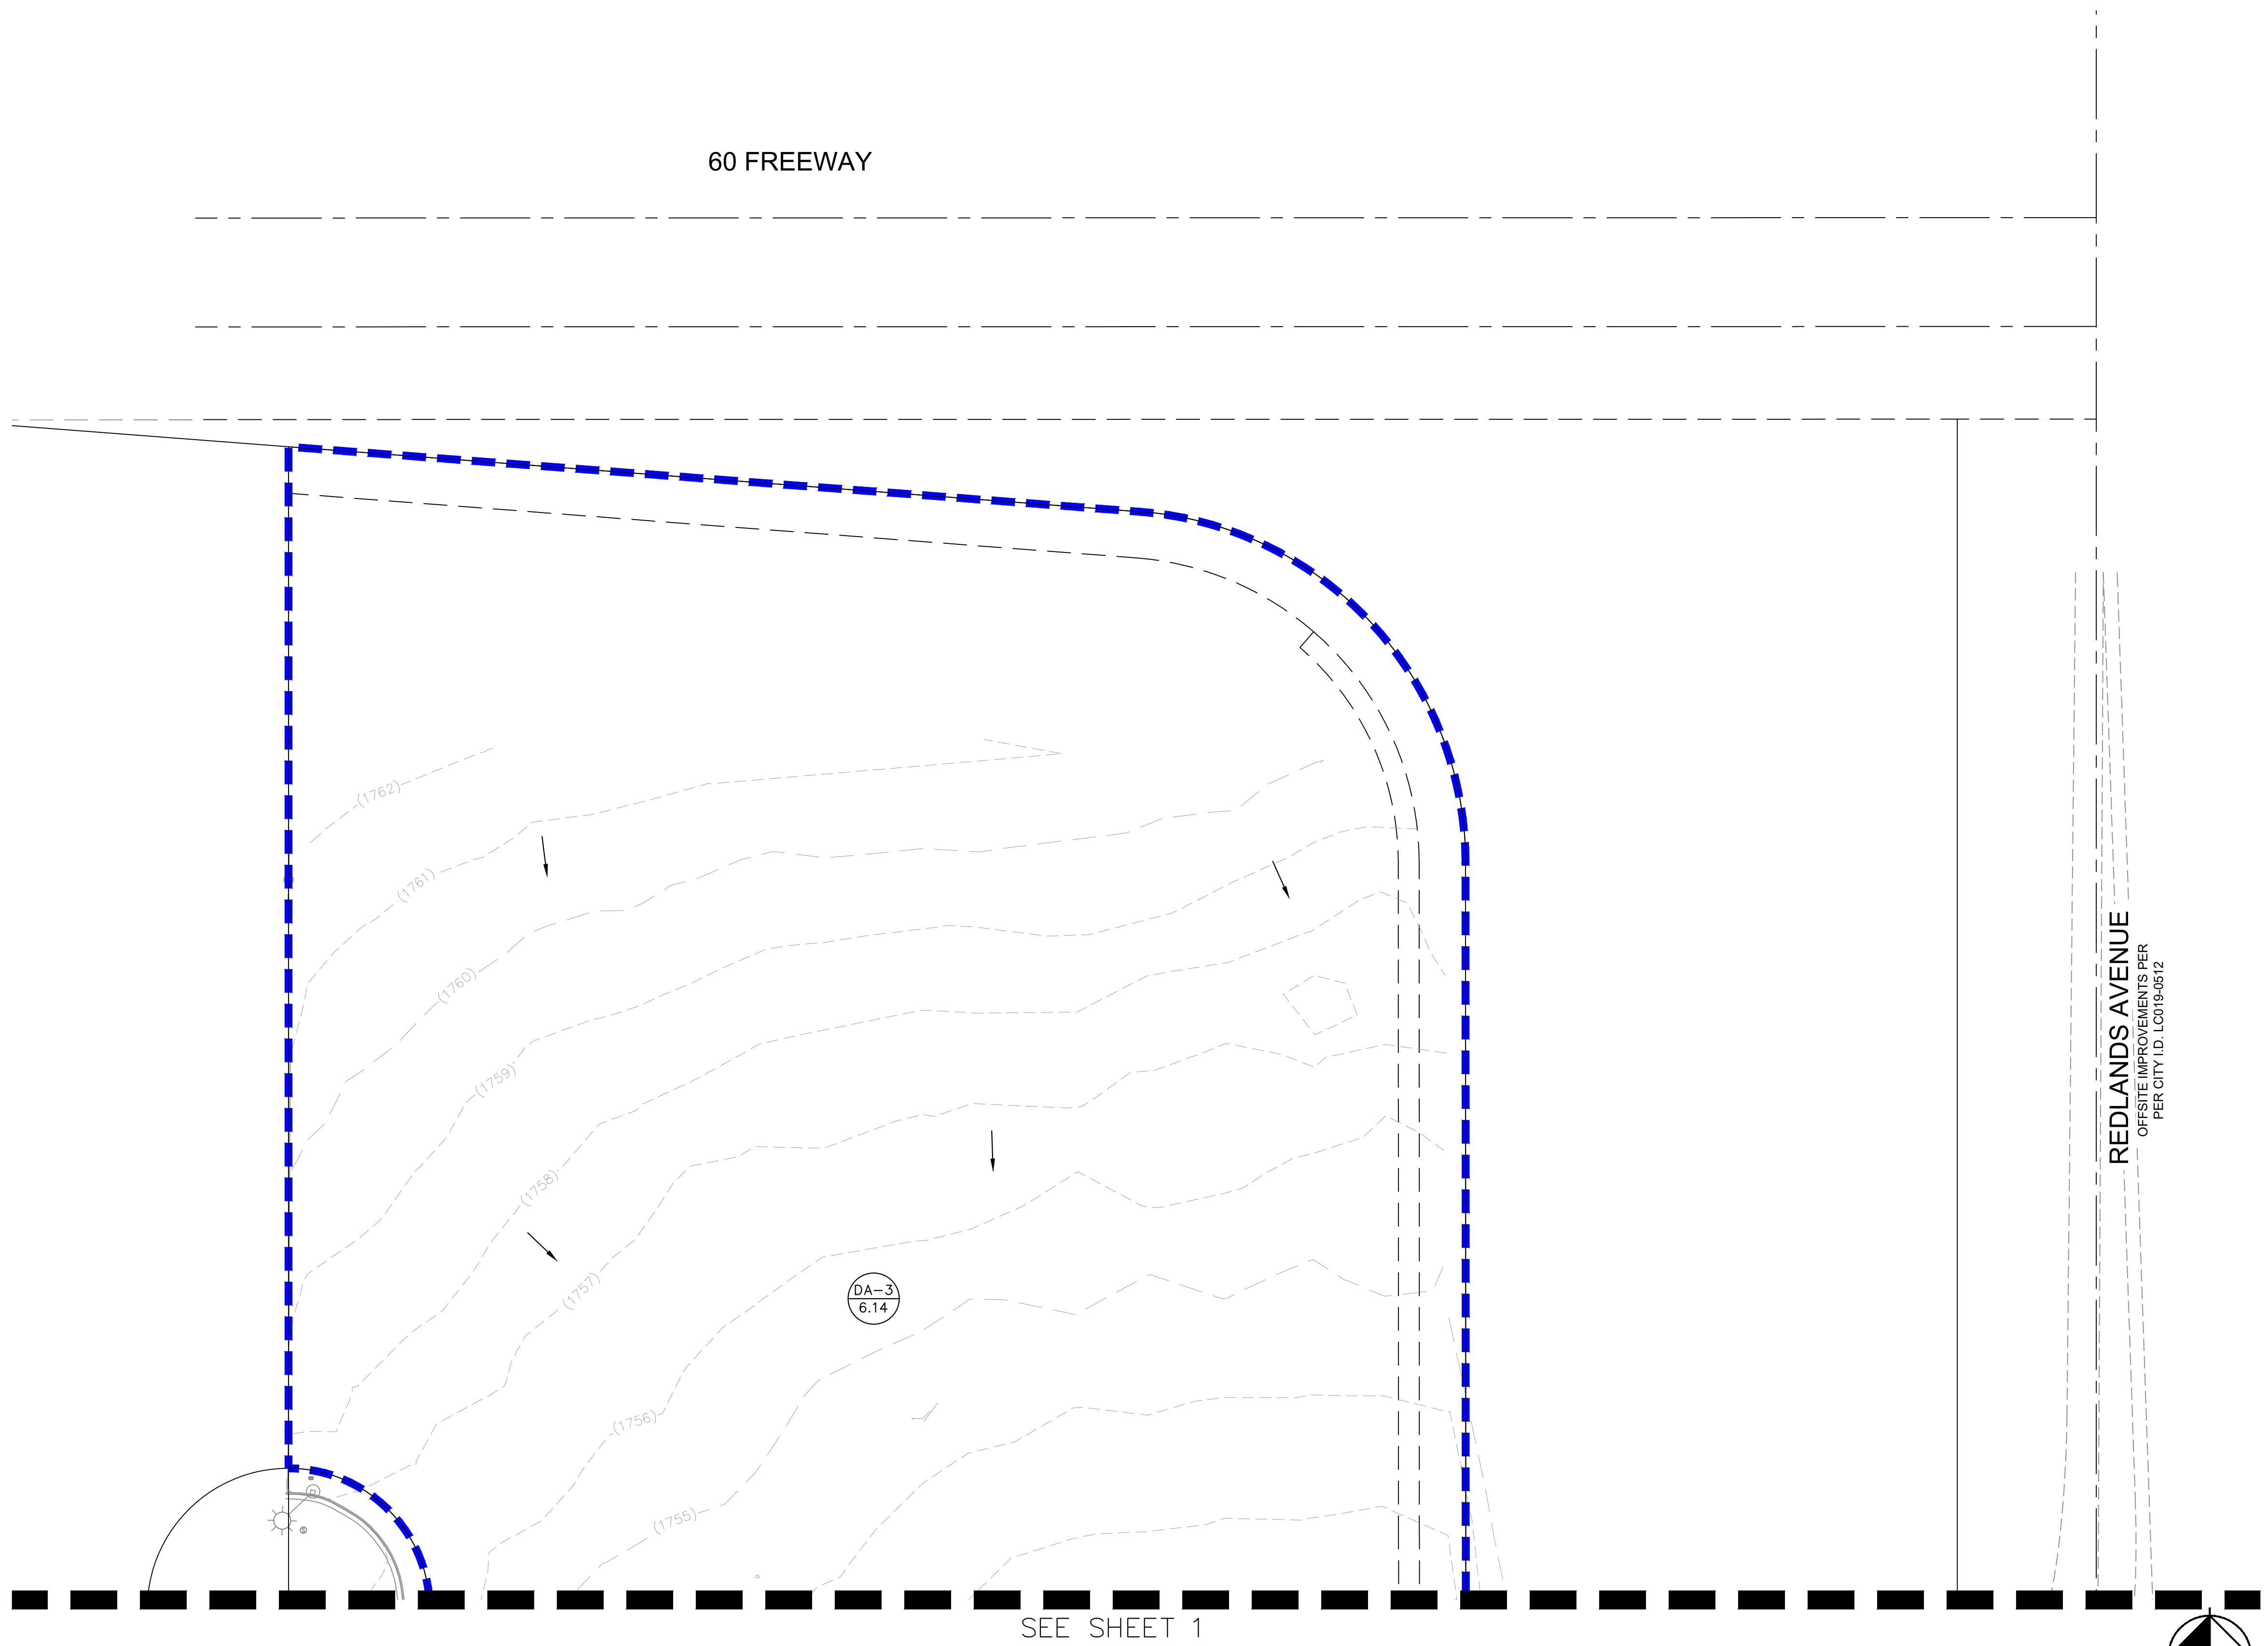 60 FREEWAY
(1762)
(1761)
(1760)
(1759)
(1758)
(1757)
(1756)
(1755)
DA-3
6.14
REDLANDS AVENUE
OFFSITE IMPROVEMENTS PER
PER CITY I.D. LC019-0512
SEE SHEET 1